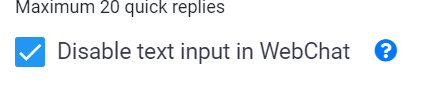 Maximum 20 quick replies
Disable text input in WebChat ?